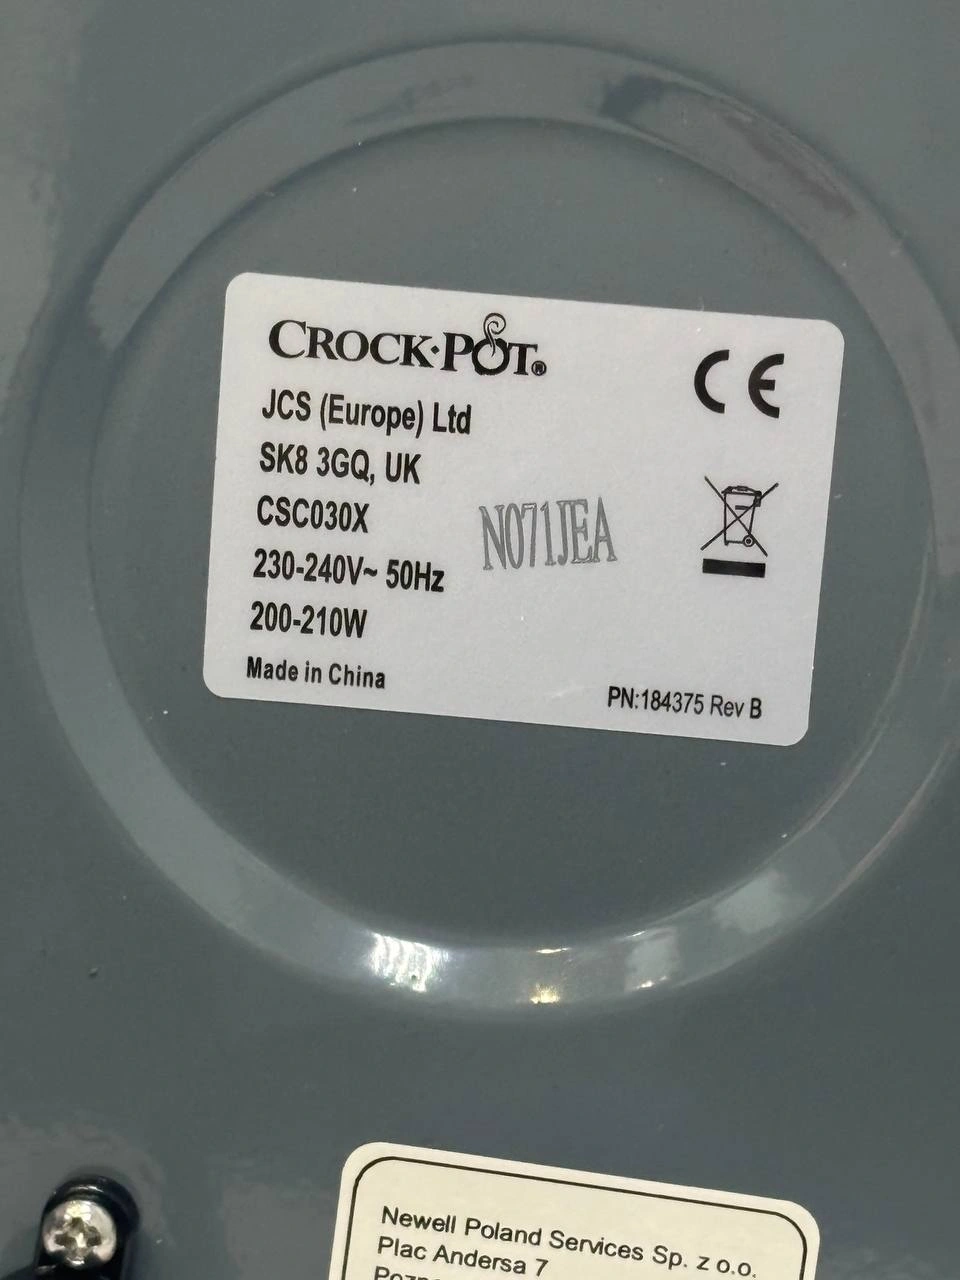 CROCK·POT®
JCS (Europe) Ltd
SK8 3GQ, UK
CSC030X
230-240V~ 50Hz
200-210W
Made in China
CE
N071JEA
PN:184375 Rev B
Newell Poland Services Sp. z o.o.
Plac Andersa 7